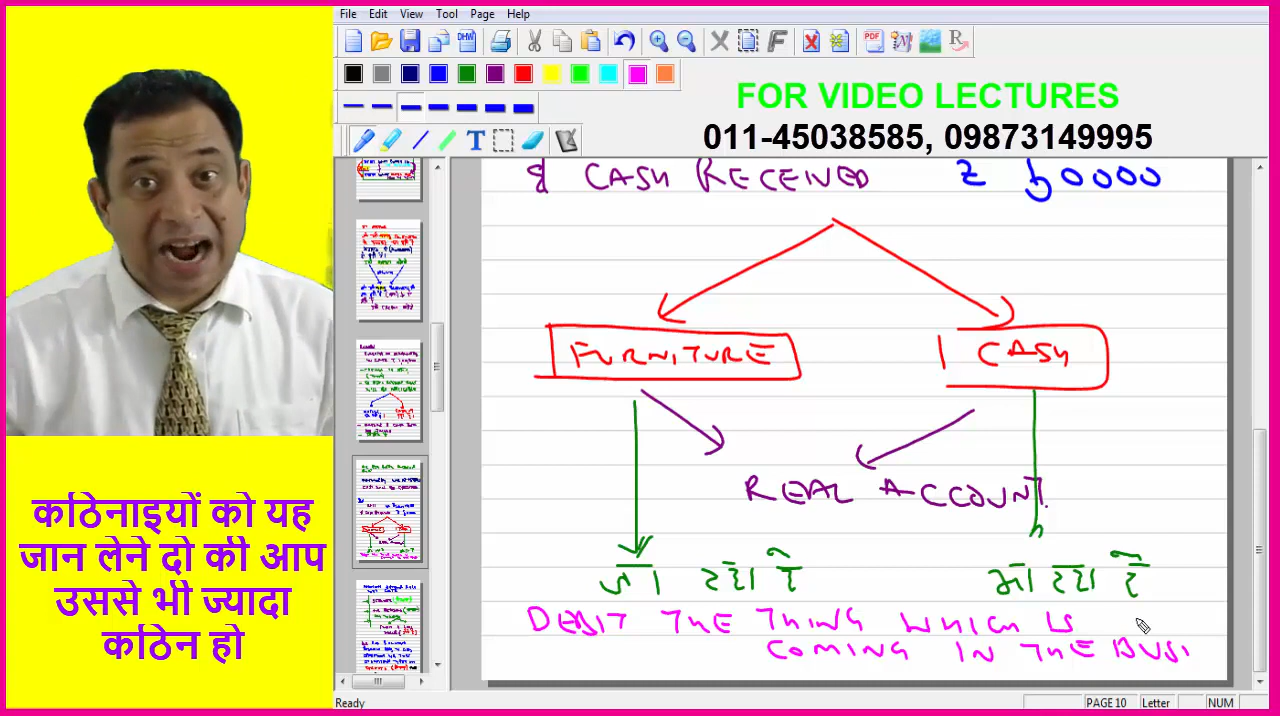 File Edit View Tool Page Help
DHW
PDF
T
FOR VIDEO LECTURES
011-45038585, 09873149995
& CASH RECEIVED ₹ 50000
FURNITURE
CASH
REAL ACCOUNT
जा रहा है
आ रहा है
DEBIT THE THING WHICH IS
COMING IN THE BUSI
कठिनाइयों को यह
जान लेने दो की आप
उससे भी ज्यादा
कठिन हो
Ready PAGE 10 Letter NUM